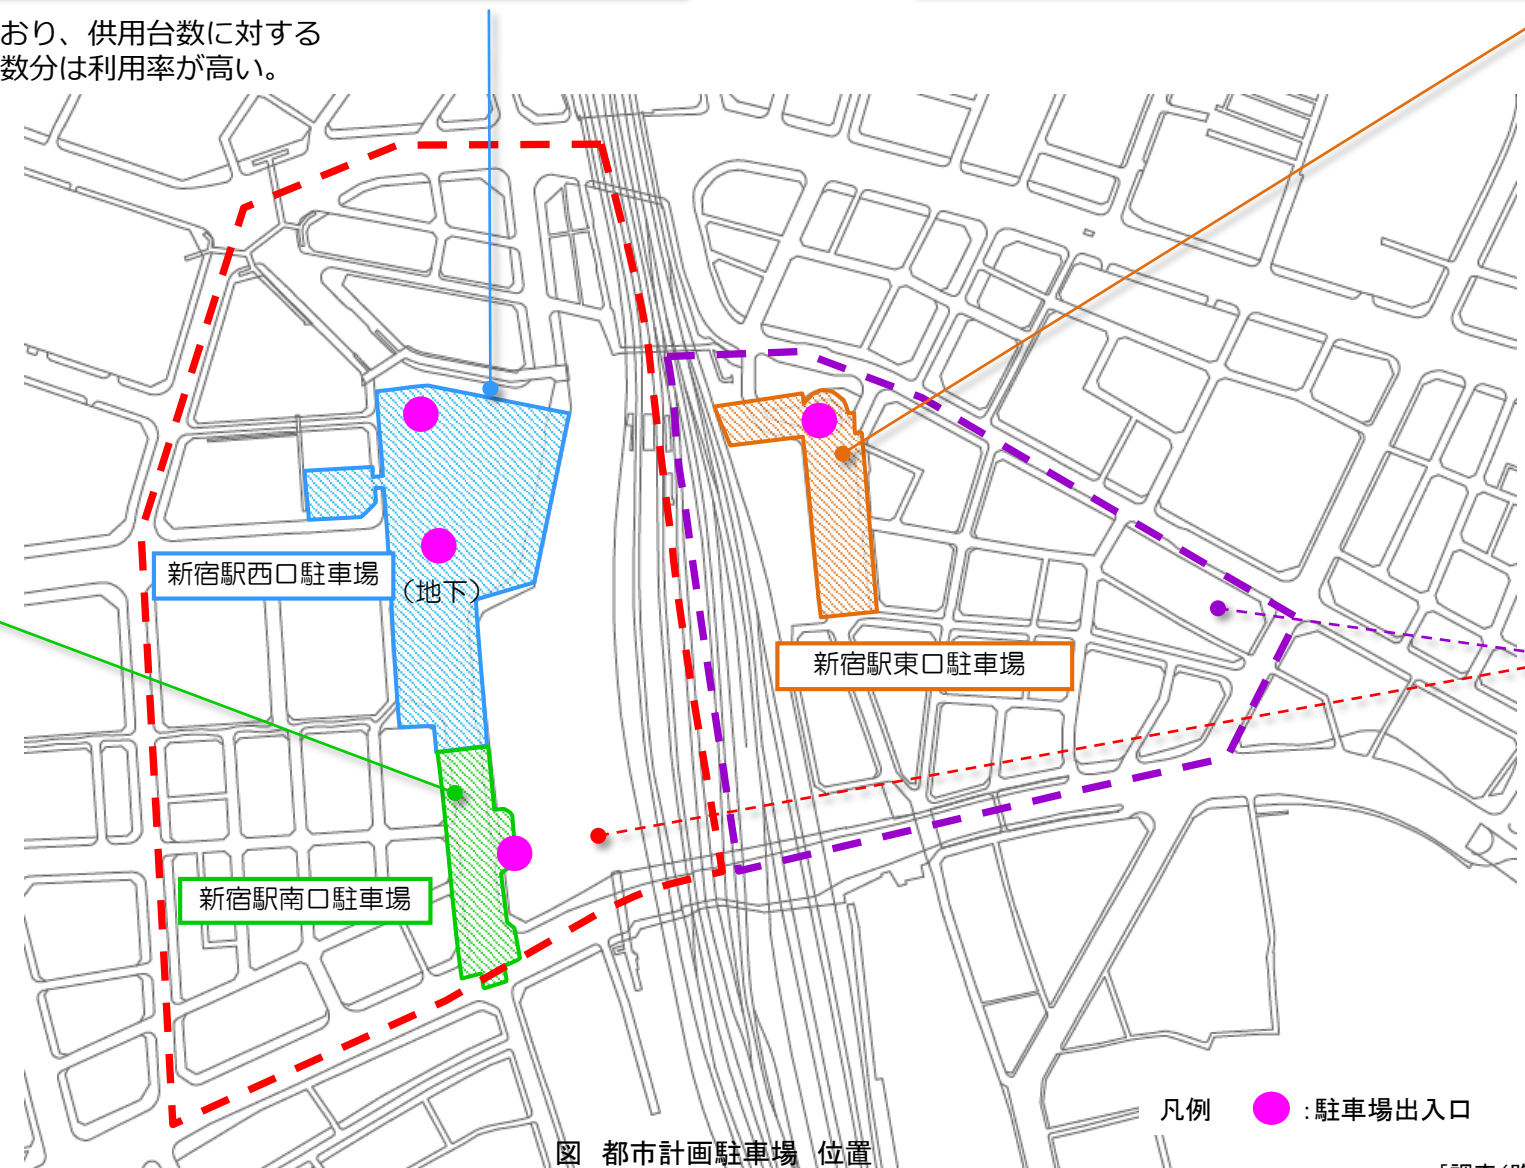 おり、供用台数に対する
数分は利用率が高い。
新宿駅西口駐車場
（地下）
新宿駅東口駐車場
新宿駅南口駐車場
凡例
：駐車場出入口
図 都市計画駐車場 位置